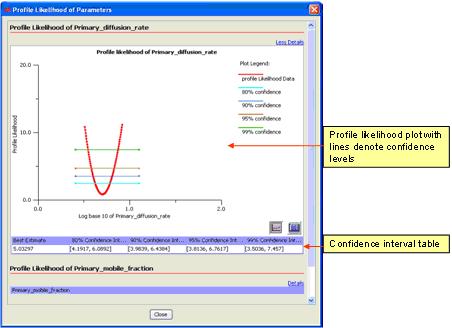 Profile Likelihood of Parameters
Profile Likelihood of Primary_diffusion_rate
Less Details
Profile likelihood of Primary_diffusion_rate
Plot Legend:
profile Likelihood Data
80% confidence
90% confidence
95% confidence
99% confidence
20.0
Profile Likelihood
0.0
0.0
1.0
2.1
Log base 10 of Primary_diffusion_rate
Profile likelihood plot with lines denote confidence levels
Best Estimate 80% Confidence Int... 90% Confidence Int... 95% Confidence Int... 99% Confidence Int...
5.03297 [4.1917, 6.0892] [3.9839, 6.4384] [3.8136, 6.7617] [3.5036, 7.457]
Confidence interval table
Profile Likelihood of Primary_mobile_fraction
Details
Primary_mobile_fraction
Close